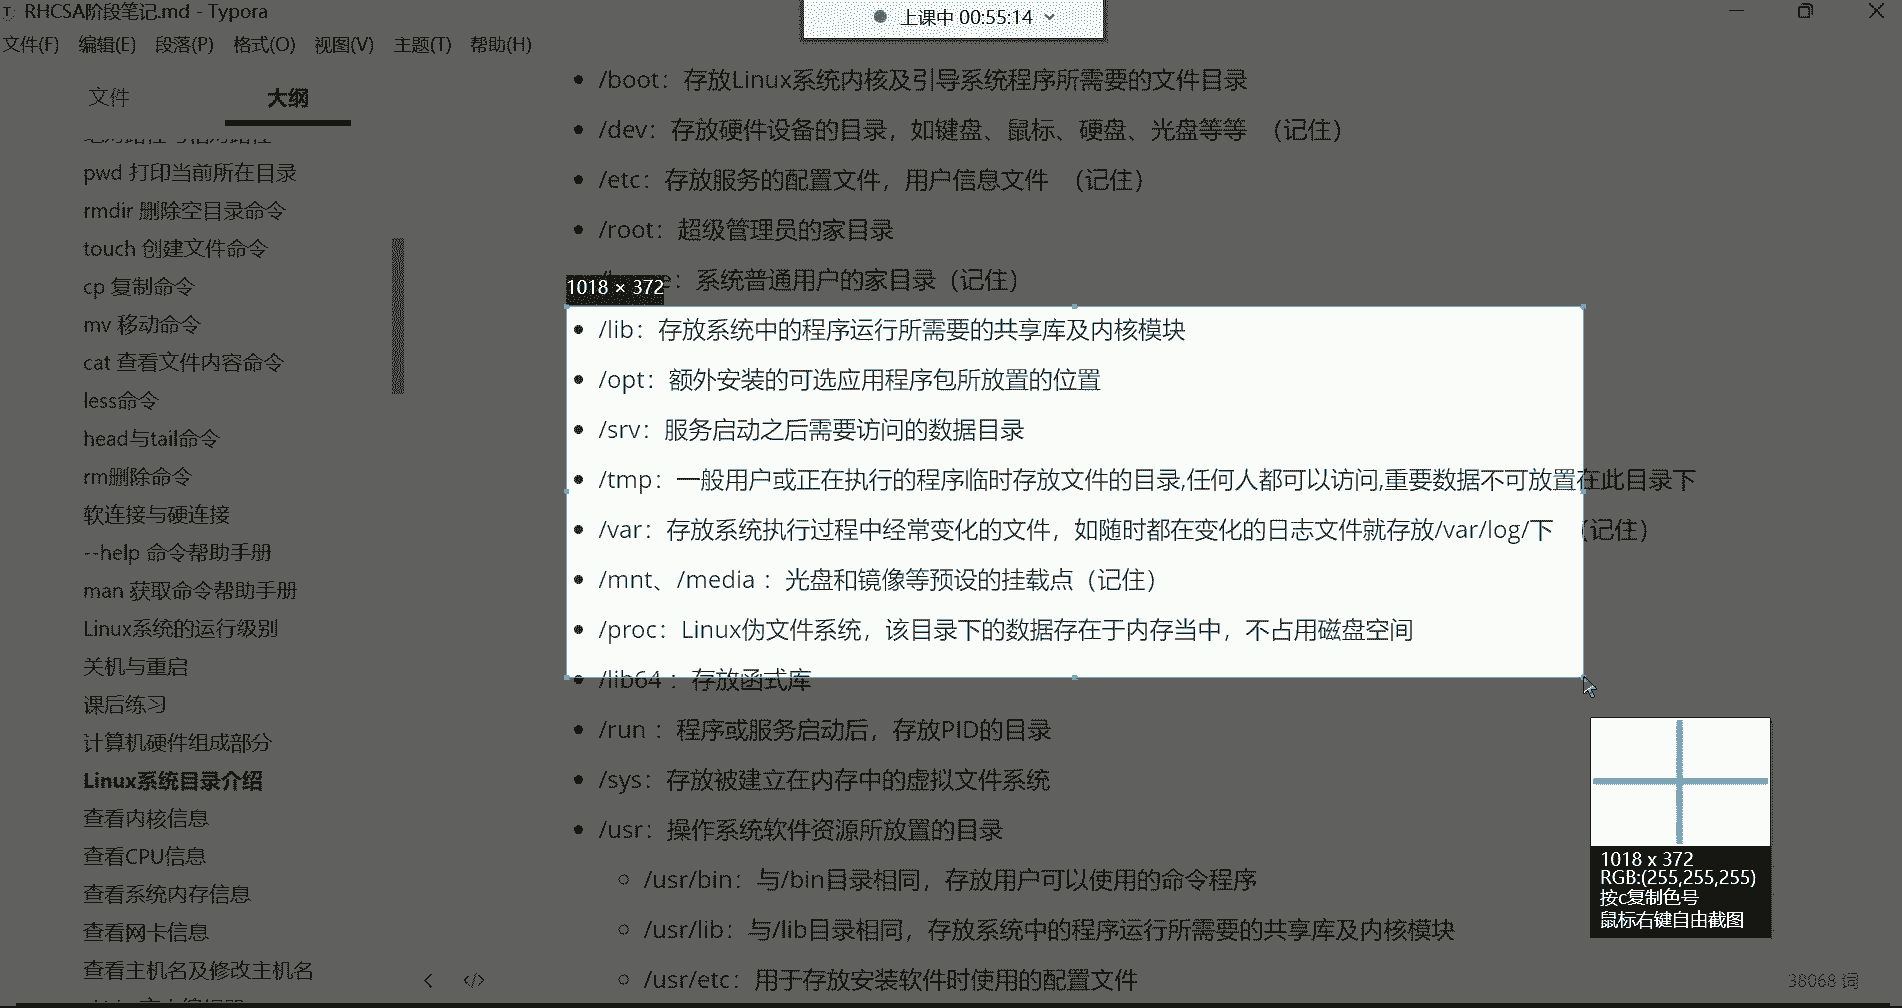 RHCSA阶段笔记.md - Typora
上课中 00:55:14
文件(F) 编辑(E) 段落(P) 格式(O) 视图(V) 主题(T) 帮助(H)
文件 大纲
pwd 打印当前所在目录
rmdir 删除空目录命令
touch 创建文件命令
cp 复制命令
mv 移动命令
cat 查看文件内容命令
less命令
head与tail命令
rm删除命令
软连接与硬连接
--help 命令帮助手册
man 获取命令帮助手册
Linux系统的运行级别
关机与重启
课后练习
计算机硬件组成部分
Linux系统目录介绍
查看内核信息
查看CPU信息
查看系统内存信息
查看网卡信息
查看主机名及修改主机名
/boot：存放Linux系统内核及引导系统程序所需要的文件目录
/dev：存放硬件设备的目录，如键盘、鼠标、硬盘、光盘等等 （记住）
/etc：存放服务的配置文件，用户信息文件 （记住）
/root：超级管理员的家目录
1018 × 372
：系统普通用户的家目录（记住）
/lib：存放系统中的程序运行所需要的共享库及内核模块
/opt：额外安装的可选应用程序包所放置的位置
/srv：服务启动之后需要访问的数据目录
/tmp：一般用户或正在执行的程序临时存放文件的目录,任何人都可以访问,重要数据不可放置在此目录下
/var：存放系统执行过程中经常变化的文件，如随时都在变化的日志文件就存放/var/log/下 （记住）
/mnt、/media ：光盘和镜像等预设的挂载点（记住）
/proc：Linux伪文件系统，该目录下的数据存在于内存当中，不占用磁盘空间
/lib64 ：存放函式库
/run ：程序或服务启动后，存放PID的目录
/sys：存放被建立在内存中的虚拟文件系统
/usr：操作系统软件资源所放置的目录
/usr/bin：与/bin目录相同，存放用户可以使用的命令程序
/usr/lib：与/lib目录相同，存放系统中的程序运行所需要的共享库及内核模块
/usr/etc：用于存放安装软件时使用的配置文件
1018 x 372
RGB:(255,255,255)
按c复制色号
鼠标右键自由截图
38068 词